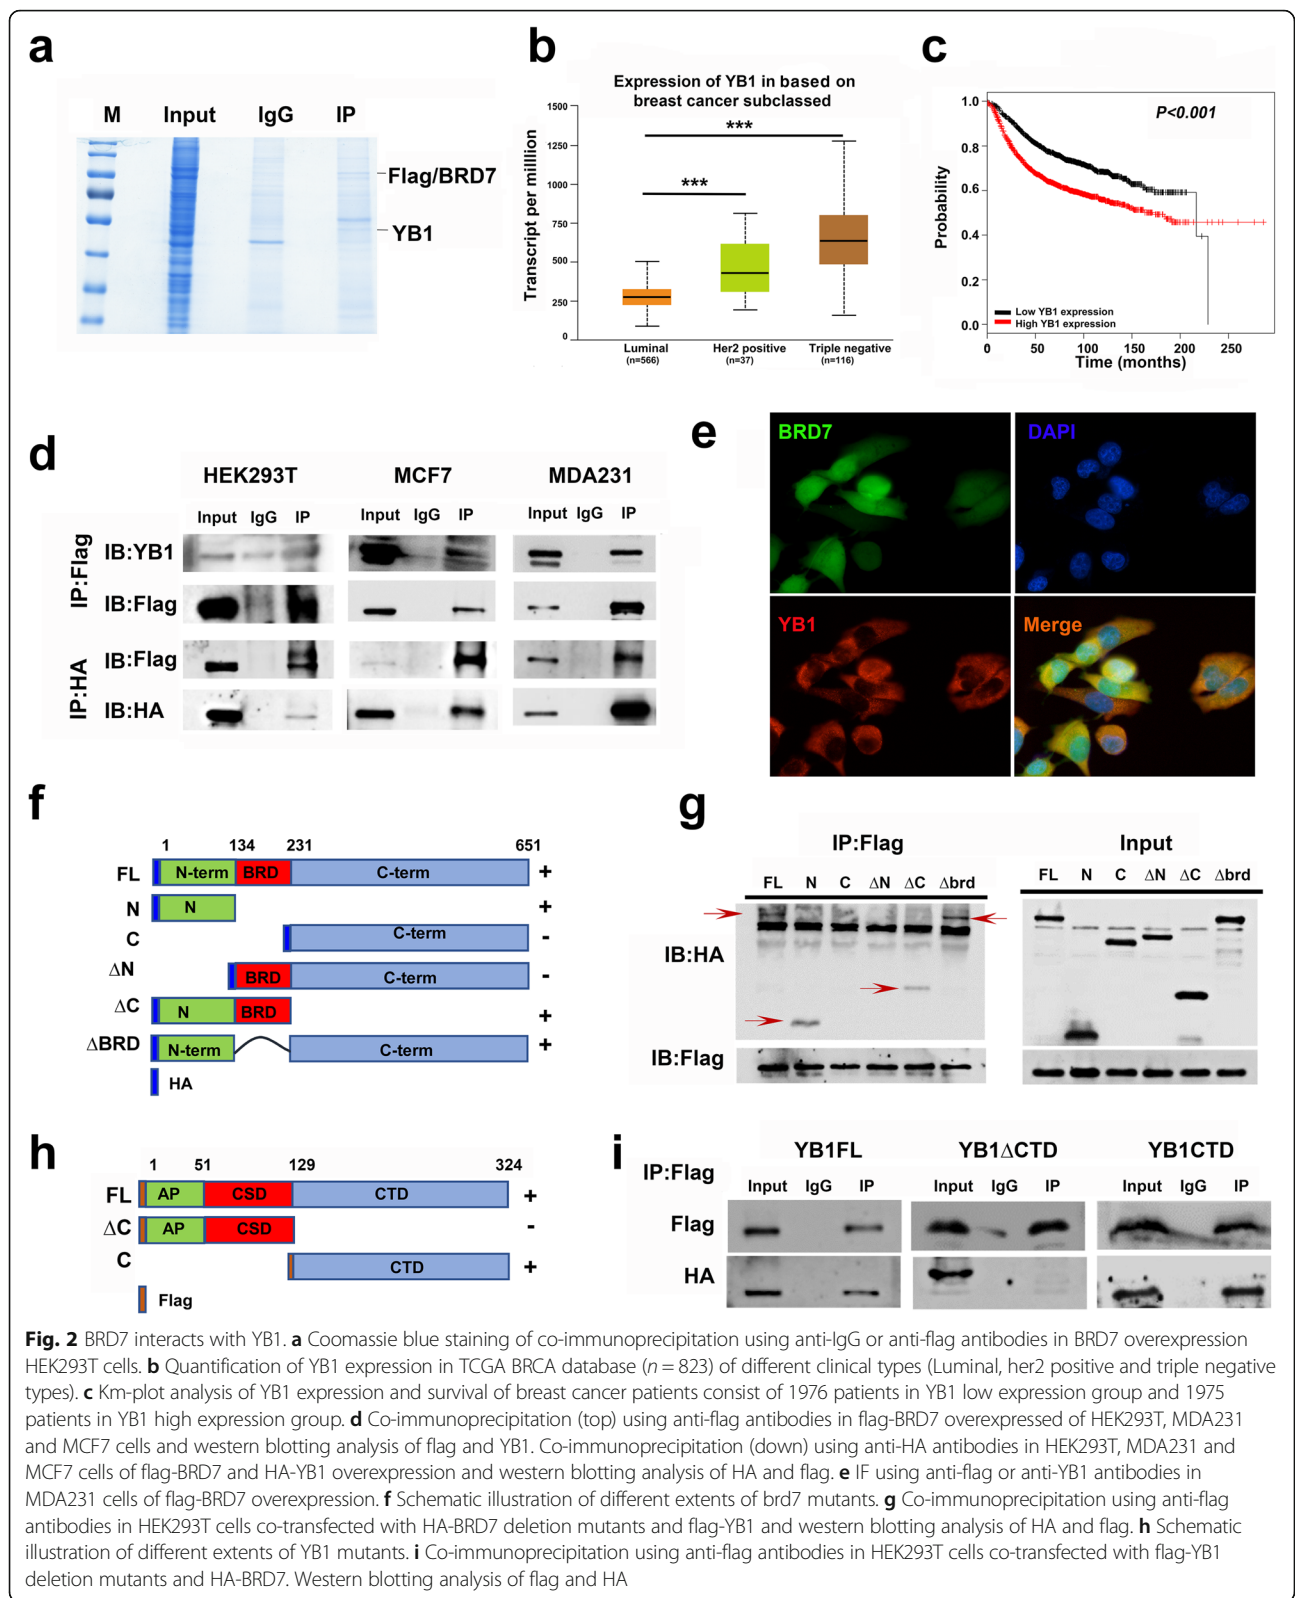 a
M Input IgG IP
Flag/BRD7
YB1
b
Expression of YB1 in based on
breast cancer subclassed
Transcript per milllion
1500
1250
1000
750
500
250
0
***
***
Luminal
(n=566)
Her2 positive
(n=37)
Triple negative
(n=116)
c
P<0.001
Probability
1.0
0.8
0.6
0.4
0.2
0.0
Low YB1 expression
High YB1 expression
0 50 100 150 200 250
Time (months)
d
HEK293T MCF7 MDA231
Input IgG IP Input IgG IP Input IgG IP
IP:Flag
IB:YB1
IB:Flag
IP:HA
IB:Flag
IB:HA
e
BRD7
DAPI
YB1
Merge
f
1 134 231 651
FL N-term BRD C-term +
N N +
C C-term -
ΔN BRD C-term -
ΔC N BRD +
ΔBRD N-term C-term +
HA
g
IP:Flag Input
FL N C ΔN ΔC Δbrd FL N C ΔN ΔC Δbrd
IB:HA
IB:Flag
h
1 51 129 324
FL AP CSD CTD +
ΔC AP CSD -
C CTD +
Flag
i
YB1FL YB1ΔCTD YB1CTD
IP:Flag
Input IgG IP Input IgG IP Input IgG IP
Flag
HA
Fig. 2 BRD7 interacts with YB1. a Coomassie blue staining of co-immunoprecipitation using anti-IgG or anti-flag antibodies in BRD7 overexpression
HEK293T cells. b Quantification of YB1 expression in TCGA BRCA database (n = 823) of different clinical types (Luminal, her2 positive and triple negative
types). c Km-plot analysis of YB1 expression and survival of breast cancer patients consist of 1976 patients in YB1 low expression group and 1975
patients in YB1 high expression group. d Co-immunoprecipitation (top) using anti-flag antibodies in flag-BRD7 overexpressed of HEK293T, MDA231
and MCF7 cells and western blotting analysis of flag and YB1. Co-immunoprecipitation (down) using anti-HA antibodies in HEK293T, MDA231 and
MCF7 cells of flag-BRD7 and HA-YB1 overexpression and western blotting analysis of HA and flag. e IF using anti-flag or anti-YB1 antibodies in
MDA231 cells of flag-BRD7 overexpression. f Schematic illustration of different extents of brd7 mutants. g Co-immunoprecipitation using anti-flag
antibodies in HEK293T cells co-transfected with HA-BRD7 deletion mutants and flag-YB1 and western blotting analysis of HA and flag. h Schematic
illustration of different extents of YB1 mutants. i Co-immunoprecipitation using anti-flag antibodies in HEK293T cells co-transfected with flag-YB1
deletion mutants and HA-BRD7. Western blotting analysis of flag and HA